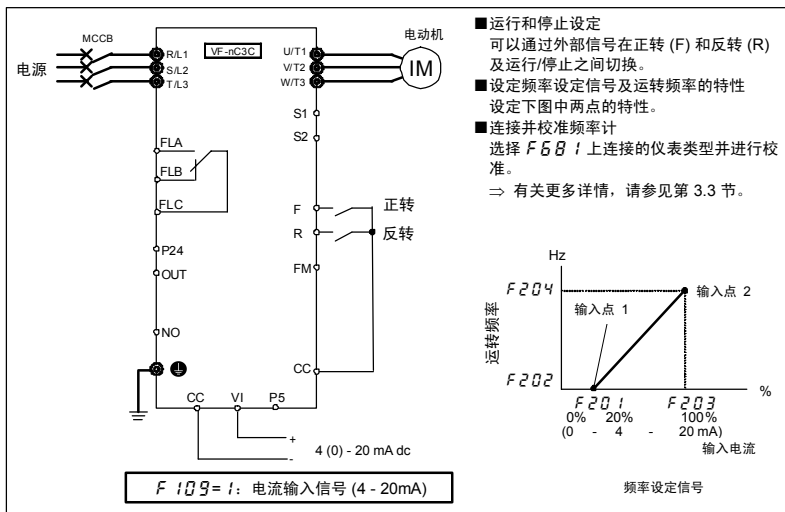 MCCB
电源
R/L1
S/L2
T/L3
VF-nC3C
U/T1
V/T2
W/T3
电动机
IM
S1
S2
FLA
FLB
FLC
F 正转
R 反转
P24
OUT
FM
NO
CC
CC VI P5
+
-
4 (0) - 20 mA dc
F109=1: 电流输入信号 (4 - 20mA)
■运行和停止设定
可以通过外部信号在正转 (F) 和反转 (R)
及运行/停止之间切换。
■设定频率设定信号及运转频率的特性
设定下图中两点的特性。
■连接并校准频率计
选择 F681 上连接的仪表类型并进行校
准。
⇒ 有关更多详情,请参见第 3.3 节。
Hz
运转频率
F204
输入点 2
输入点 1
F202
%
F201 F203
0% 20% 100%
(0 - 4 - 20 mA)
输入电流
频率设定信号